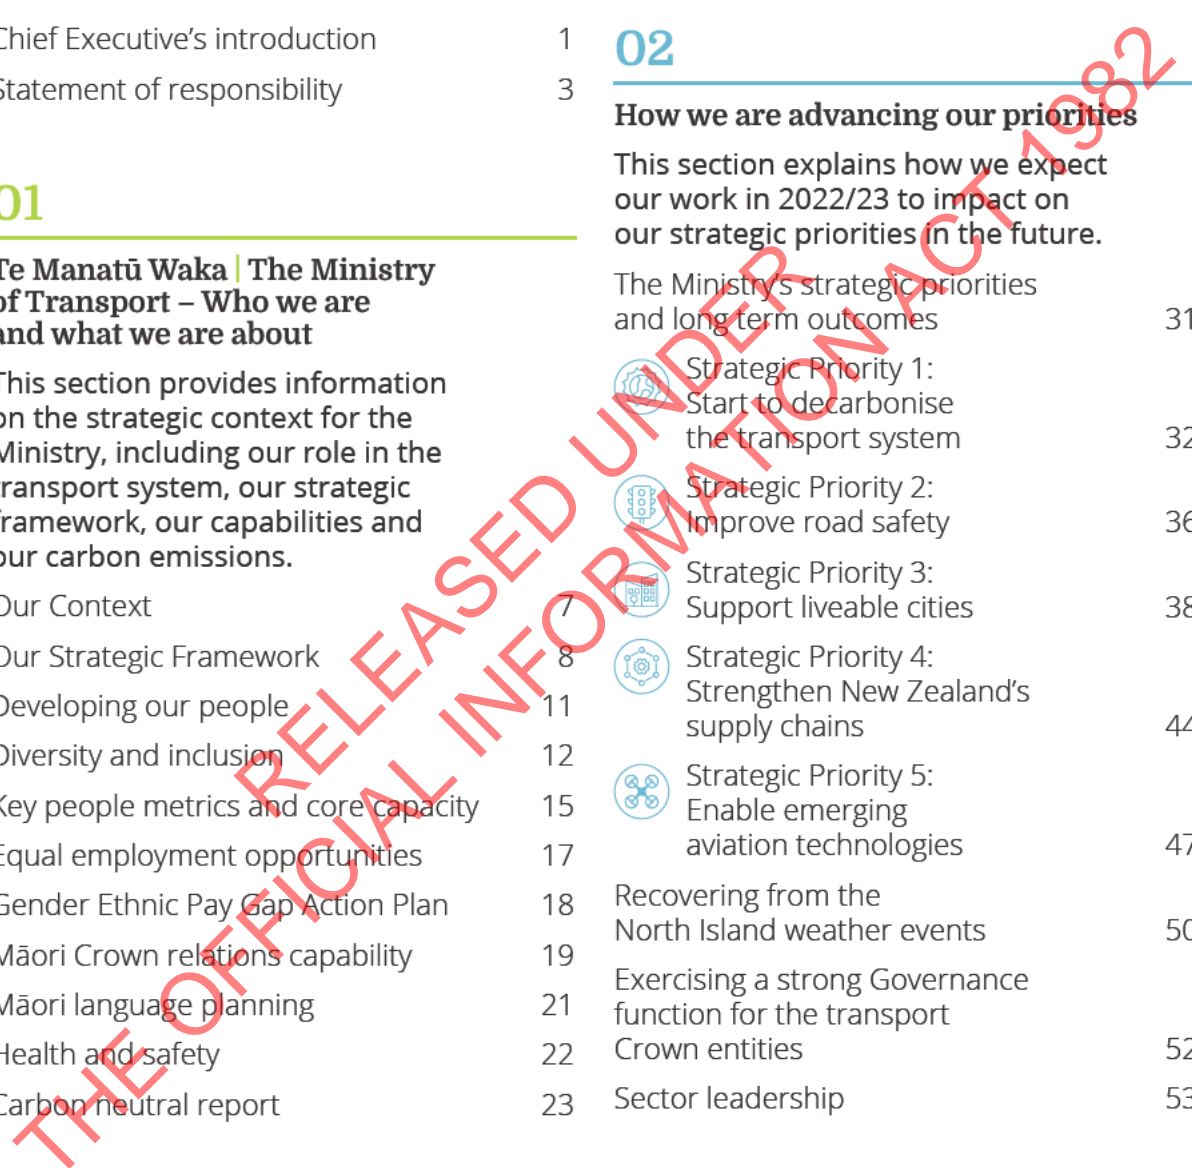 Chief Executive's introduction 1
Statement of responsibility 3
01
Te Manatū Waka | The Ministry
of Transport – Who we are
and what we are about
This section provides information
on the strategic context for the
Ministry, including our role in the
transport system, our strategic
framework, our capabilities and
our carbon emissions.
Our Context 7
Our Strategic Framework 8
Developing our people 11
Diversity and inclusion 12
Key people metrics and core capacity 15
Equal employment opportunities 17
Gender Ethnic Pay Gap Action Plan 18
Māori Crown relations capability 19
Māori language planning 21
Health and safety 22
Carbon neutral report 23
02
How we are advancing our priorities
This section explains how we expect
our work in 2022/23 to impact on
our strategic priorities in the future.
The Ministry's strategic priorities
and long term outcomes 31
Strategic Priority 1:
Start to decarbonise
the transport system 32
Strategic Priority 2:
Improve road safety 36
Strategic Priority 3:
Support liveable cities 38
Strategic Priority 4:
Strengthen New Zealand's
supply chains 44
Strategic Priority 5:
Enable emerging
aviation technologies 47
Recovering from the
North Island weather events 50
Exercising a strong Governance
function for the transport
Crown entities 52
Sector leadership 53
RELEASED UNDER
THE OFFICIAL INFORMATION ACT 1982